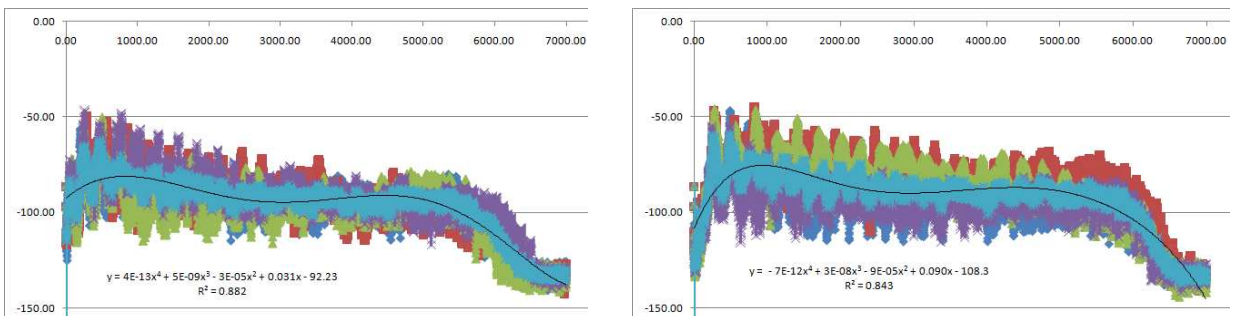 0.00
0.00 1000.00 2000.00 3000.00 4000.00 5000.00 6000.00 7000.00
-50.00
-100.00
y = 4E-13x⁴ + 5E-09x³ - 3E-05x² + 0.031x - 92.23
R² = 0.882
-150.00
0.00
0.00 1000.00 2000.00 3000.00 4000.00 5000.00 6000.00 7000.00
-50.00
-100.00
y = - 7E-12x⁴ + 3E-08x³ - 9E-05x² + 0.090x - 108.3
R² = 0.843
-150.00